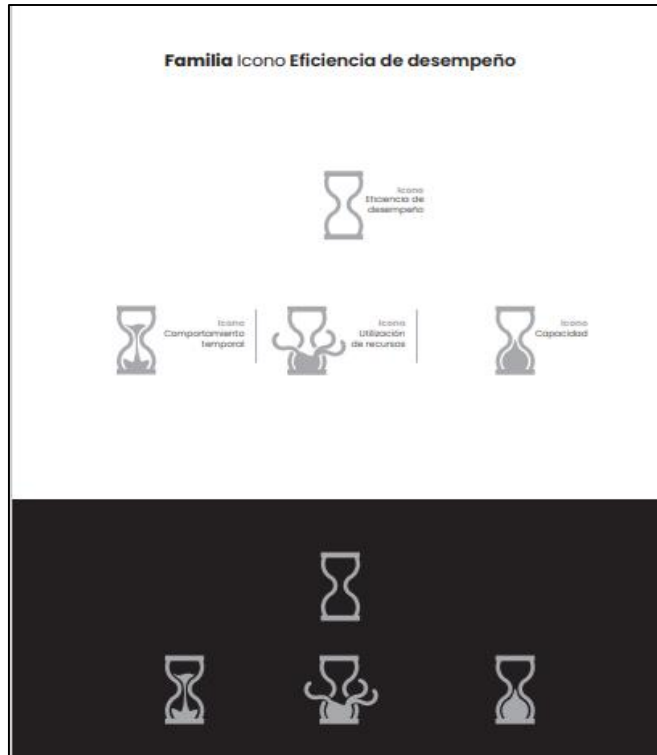 Familia Icono Eficiencia de desempeño
Icono
Eficiencia de
desempeño
Icono
Comportamiento
temporal
Icono
Utilización
de recursos
Icono
Capacidad